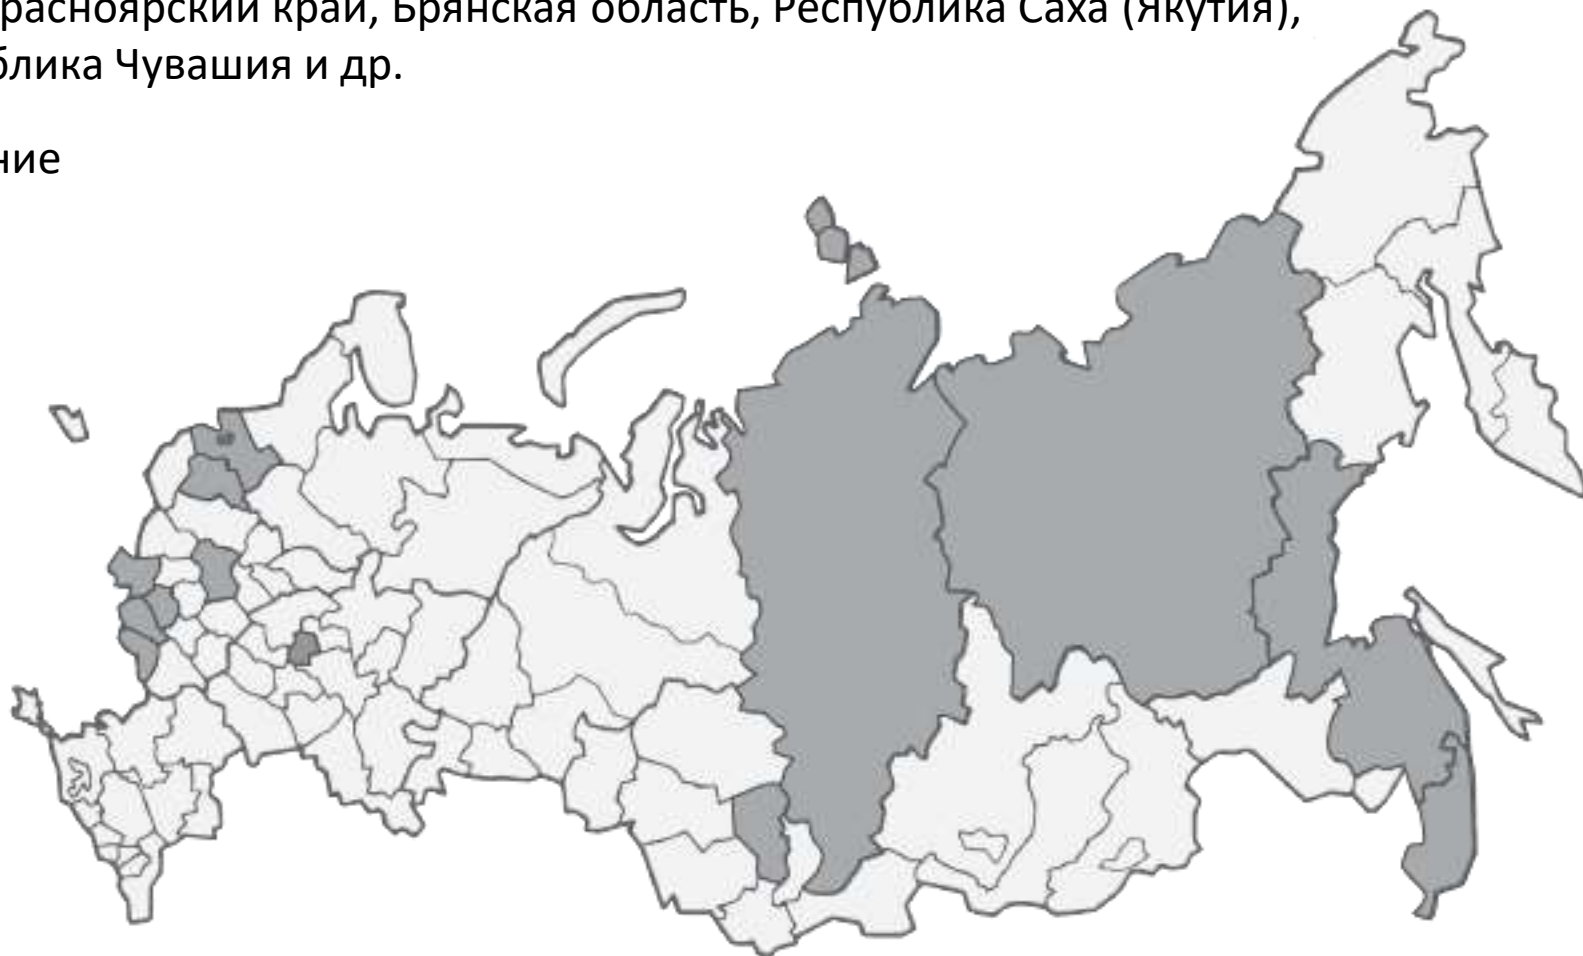 расноярский край, Брянская область, Республика Саха (Якутия),
блика Чувашия и др.
ние